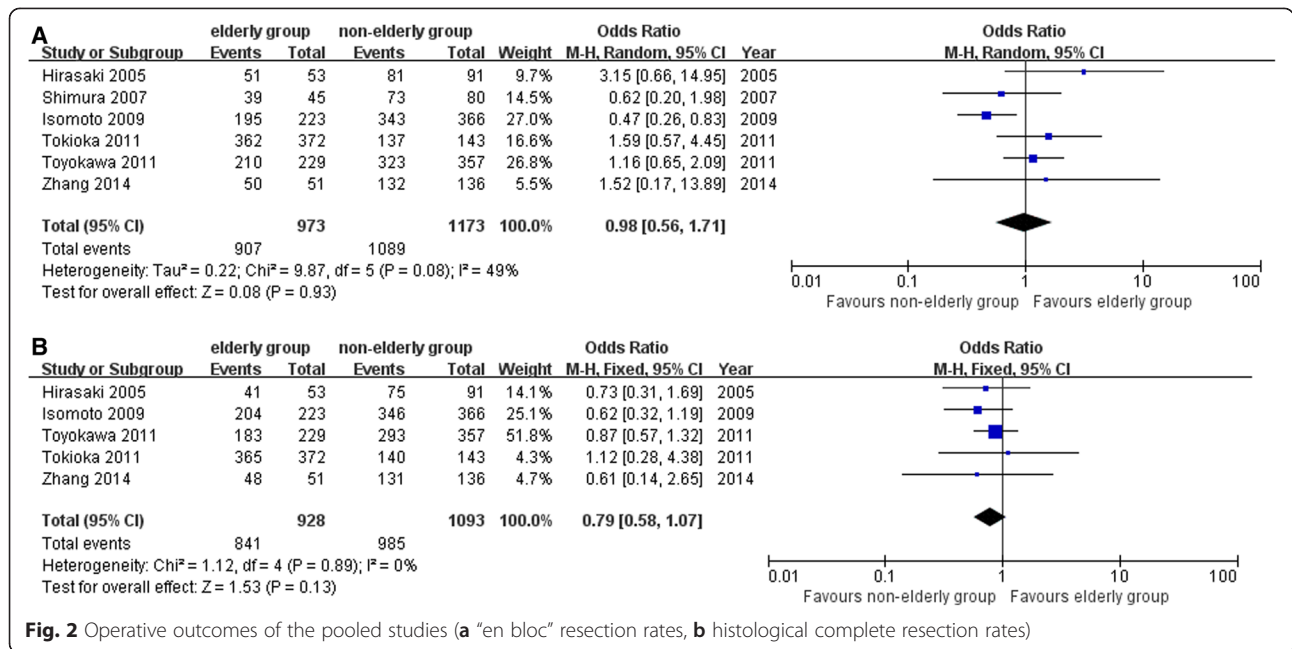 A
elderly group non-elderly group Odds Ratio Odds Ratio
Study or Subgroup Events Total Events Total Weight M-H, Random, 95% CI Year M-H, Random, 95% CI
Hirasaki 2005 51 53 81 91 9.7% 3.15 [0.66, 14.95] 2005
Shimura 2007 39 45 73 80 14.5% 0.62 [0.20, 1.98] 2007
Isomoto 2009 195 223 343 366 27.0% 0.47 [0.26, 0.83] 2009
Tokioka 2011 362 372 137 143 16.6% 1.59 [0.57, 4.45] 2011
Toyokawa 2011 210 229 323 357 26.8% 1.16 [0.65, 2.09] 2011
Zhang 2014 50 51 132 136 5.5% 1.52 [0.17, 13.89] 2014
Total (95% CI) 973 1173 100.0% 0.98 [0.56, 1.71]
Total events 907 1089
Heterogeneity: Tau² = 0.22; Chi² = 9.87, df = 5 (P = 0.08); I² = 49%
Test for overall effect: Z = 0.08 (P = 0.93)
0.01 0.1 1 10 100
Favours non-elderly group Favours elderly group
B
elderly group non-elderly group Odds Ratio Odds Ratio
Study or Subgroup Events Total Events Total Weight M-H, Fixed, 95% CI Year M-H, Fixed, 95% CI
Hirasaki 2005 41 53 75 91 14.1% 0.73 [0.31, 1.69] 2005
Isomoto 2009 204 223 346 366 25.1% 0.62 [0.32, 1.19] 2009
Toyokawa 2011 183 229 293 357 51.8% 0.87 [0.57, 1.32] 2011
Tokioka 2011 365 372 140 143 4.3% 1.12 [0.28, 4.38] 2011
Zhang 2014 48 51 131 136 4.7% 0.61 [0.14, 2.65] 2014
Total (95% CI) 928 1093 100.0% 0.79 [0.58, 1.07]
Total events 841 985
Heterogeneity: Chi² = 1.12, df = 4 (P = 0.89); I² = 0%
Test for overall effect: Z = 1.53 (P = 0.13)
0.01 0.1 1 10 100
Favours non-elderly group Favours elderly group
Fig. 2 Operative outcomes of the pooled studies (a “en bloc” resection rates, b histological complete resection rates)